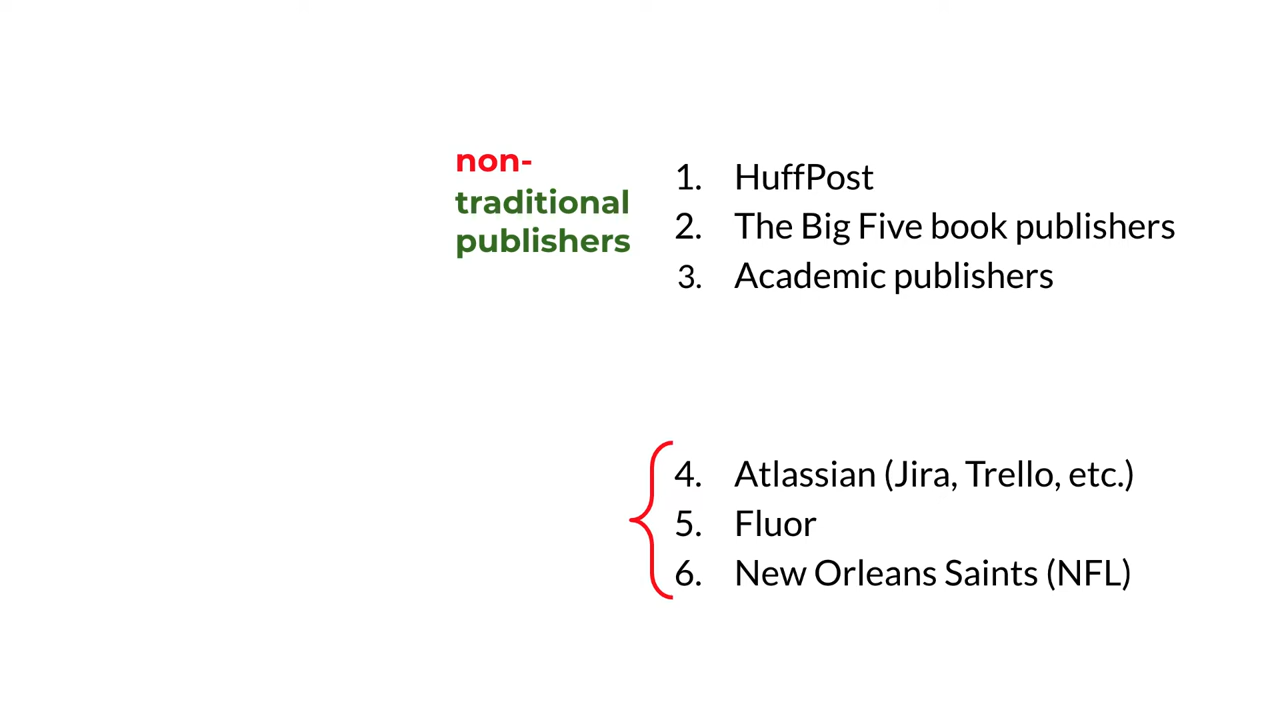 non-
traditional
publishers
1. HuffPost
2. The Big Five book publishers
3. Academic publishers
4. Atlassian (Jira, Trello, etc.)
5. Fluor
6. New Orleans Saints (NFL)